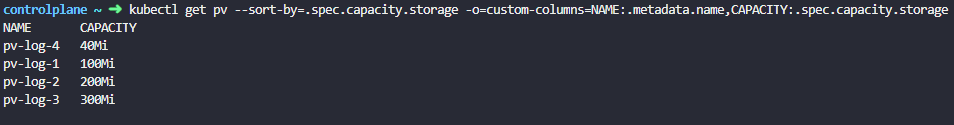 controlplane ~ ➜ kubectl get pv --sort-by=.spec.capacity.storage -o=custom-columns=NAME:.metadata.name,CAPACITY:.spec.capacity.storage
NAME       CAPACITY
pv-log-4   40Mi
pv-log-1   100Mi
pv-log-2   200Mi
pv-log-3   300Mi